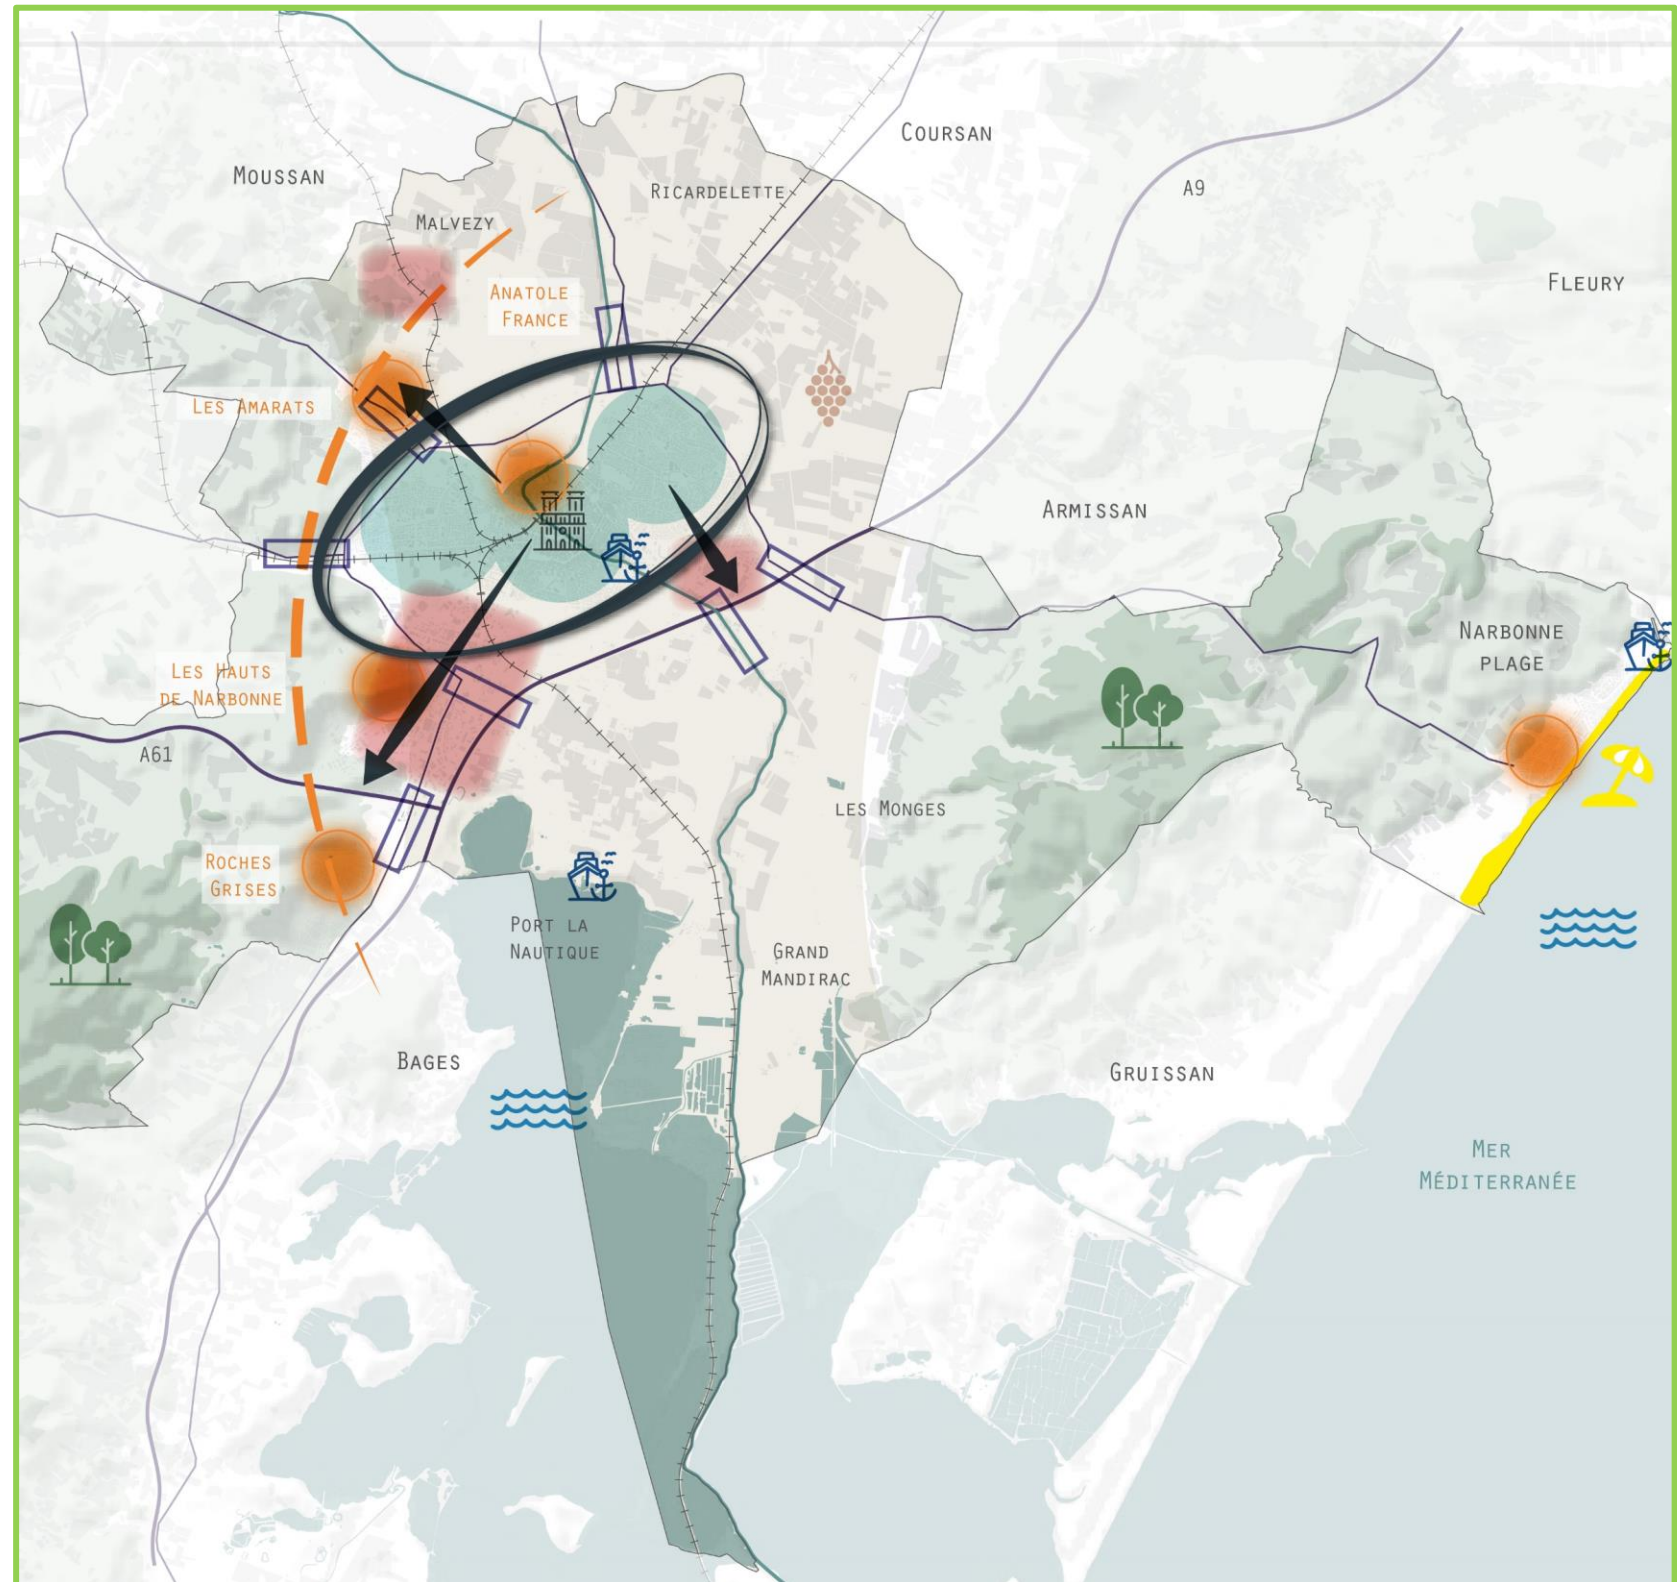 COURSAN
MOUSSAN
A9
RICARDELETTE
MALVEZY
FLEURY
ANATOLE
FRANCE
LES AMARATS
ARMISSAN
NARBONNE
PLAGE
LES HAUTS
DE NARBONNE
A61
LES MONGES
ROCHES
GRISES
PORT LA
NAUTIQUE
GRAND
MANDIRAC
BAGES
GRUISSAN
MER
MÉDITERRANÉE